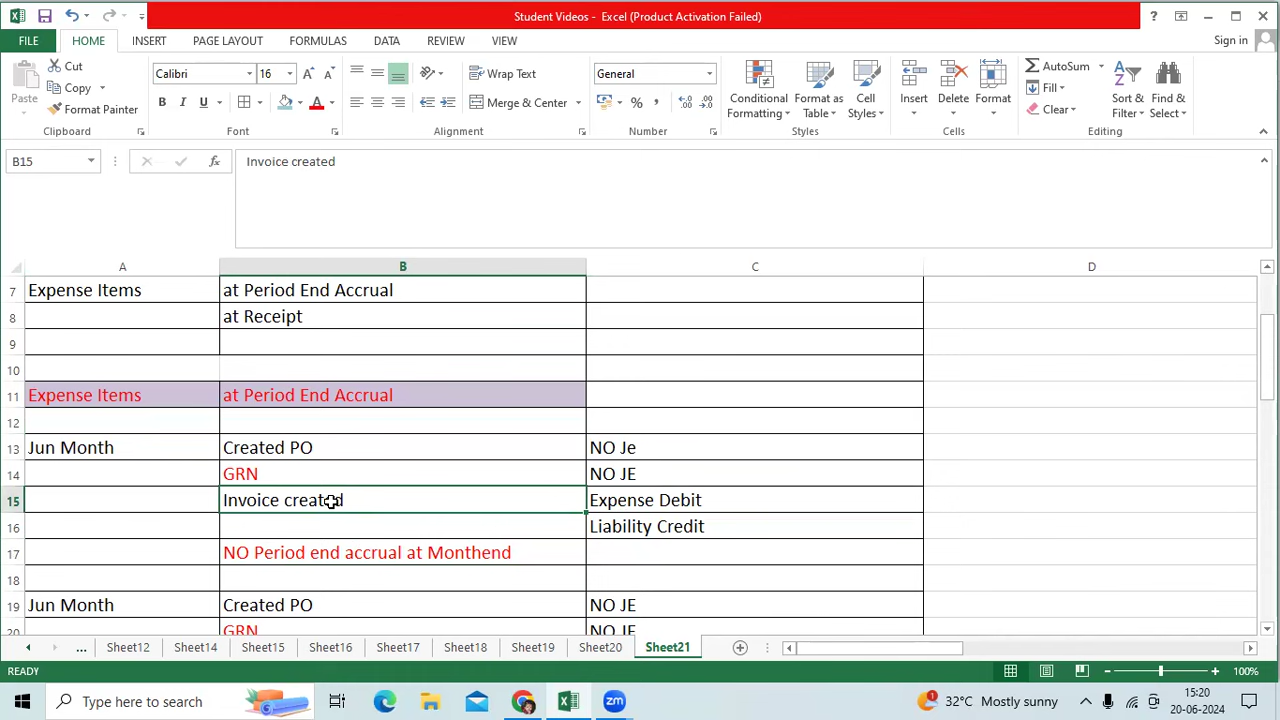 Student Videos - Excel (Product Activation Failed)
FILE HOME INSERT PAGE LAYOUT FORMULAS DATA REVIEW VIEW Sign in
Paste Cut Copy Format Painter Clipboard
Calibri 16 B I U A Font
Wrap Text Merge & Center Alignment
General % , Number
Conditional Formatting Format as Table Cell Styles Styles
Insert Delete Format Cells
AutoSum Fill Clear Sort & Filter Find & Select Editing
B15 fx Invoice created
A B C D
7 Expense Items at Period End Accrual
8 at Receipt
9
10
11 Expense Items at Period End Accrual
12
13 Jun Month Created PO NO Je
14 GRN NO JE
15 Invoice created Expense Debit
16 Liability Credit
17 NO Period end accrual at Monthend
18
19 Jun Month Created PO NO JE
20 GRN NO JE
... Sheet12 Sheet14 Sheet15 Sheet16 Sheet17 Sheet18 Sheet19 Sheet20 Sheet21
READY 100%
Type here to search zm 1 32°C Mostly sunny 15:20
20-06-2024